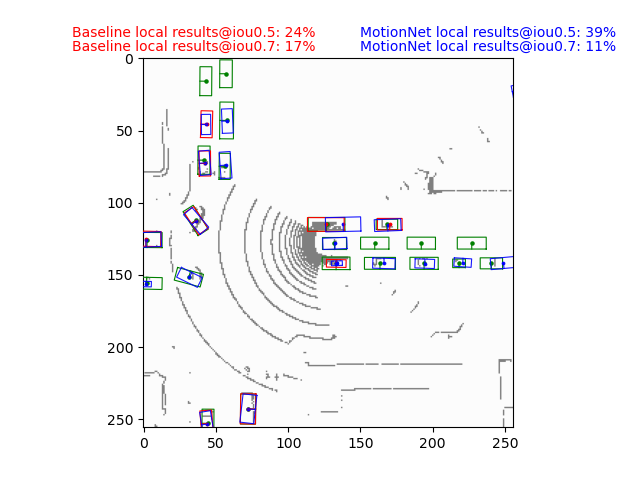 Baseline local results@iou0.5: 24%
Baseline local results@iou0.7: 17%
MotionNet local results@iou0.5: 39%
MotionNet local results@iou0.7: 11%
0
50
100
150
200
250
0 50 100 150 200 250